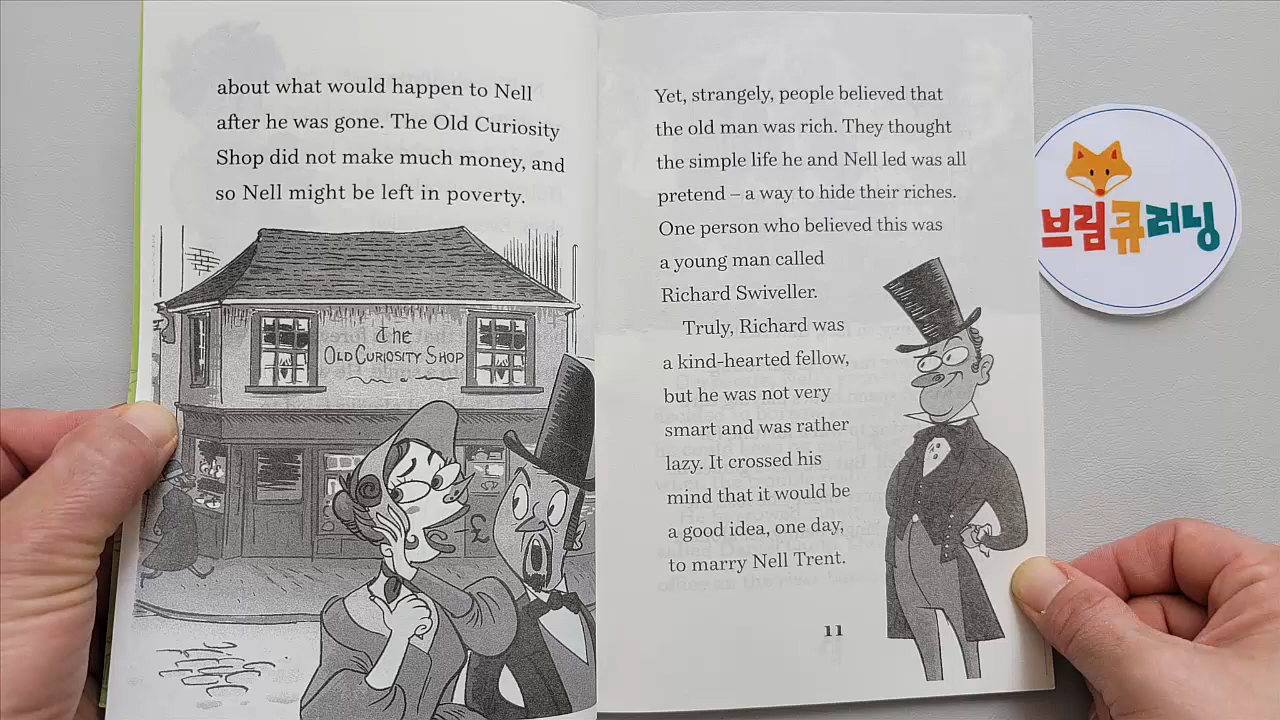 about what would happen to Nell
after he was gone. The Old Curiosity
Shop did not make much money, and
so Nell might be left in poverty.
The
OLD CURIOSITY SHOP
£
Yet, strangely, people believed that
the old man was rich. They thought
the simple life he and Nell led was all
pretend – a way to hide their riches.
One person who believed this was
a young man called
Richard Swiveller.
Truly, Richard was
a kind-hearted fellow,
but he was not very
smart and was rather
lazy. It crossed his
mind that it would be
a good idea, one day,
to marry Nell Trent.
11
브림큐러닝